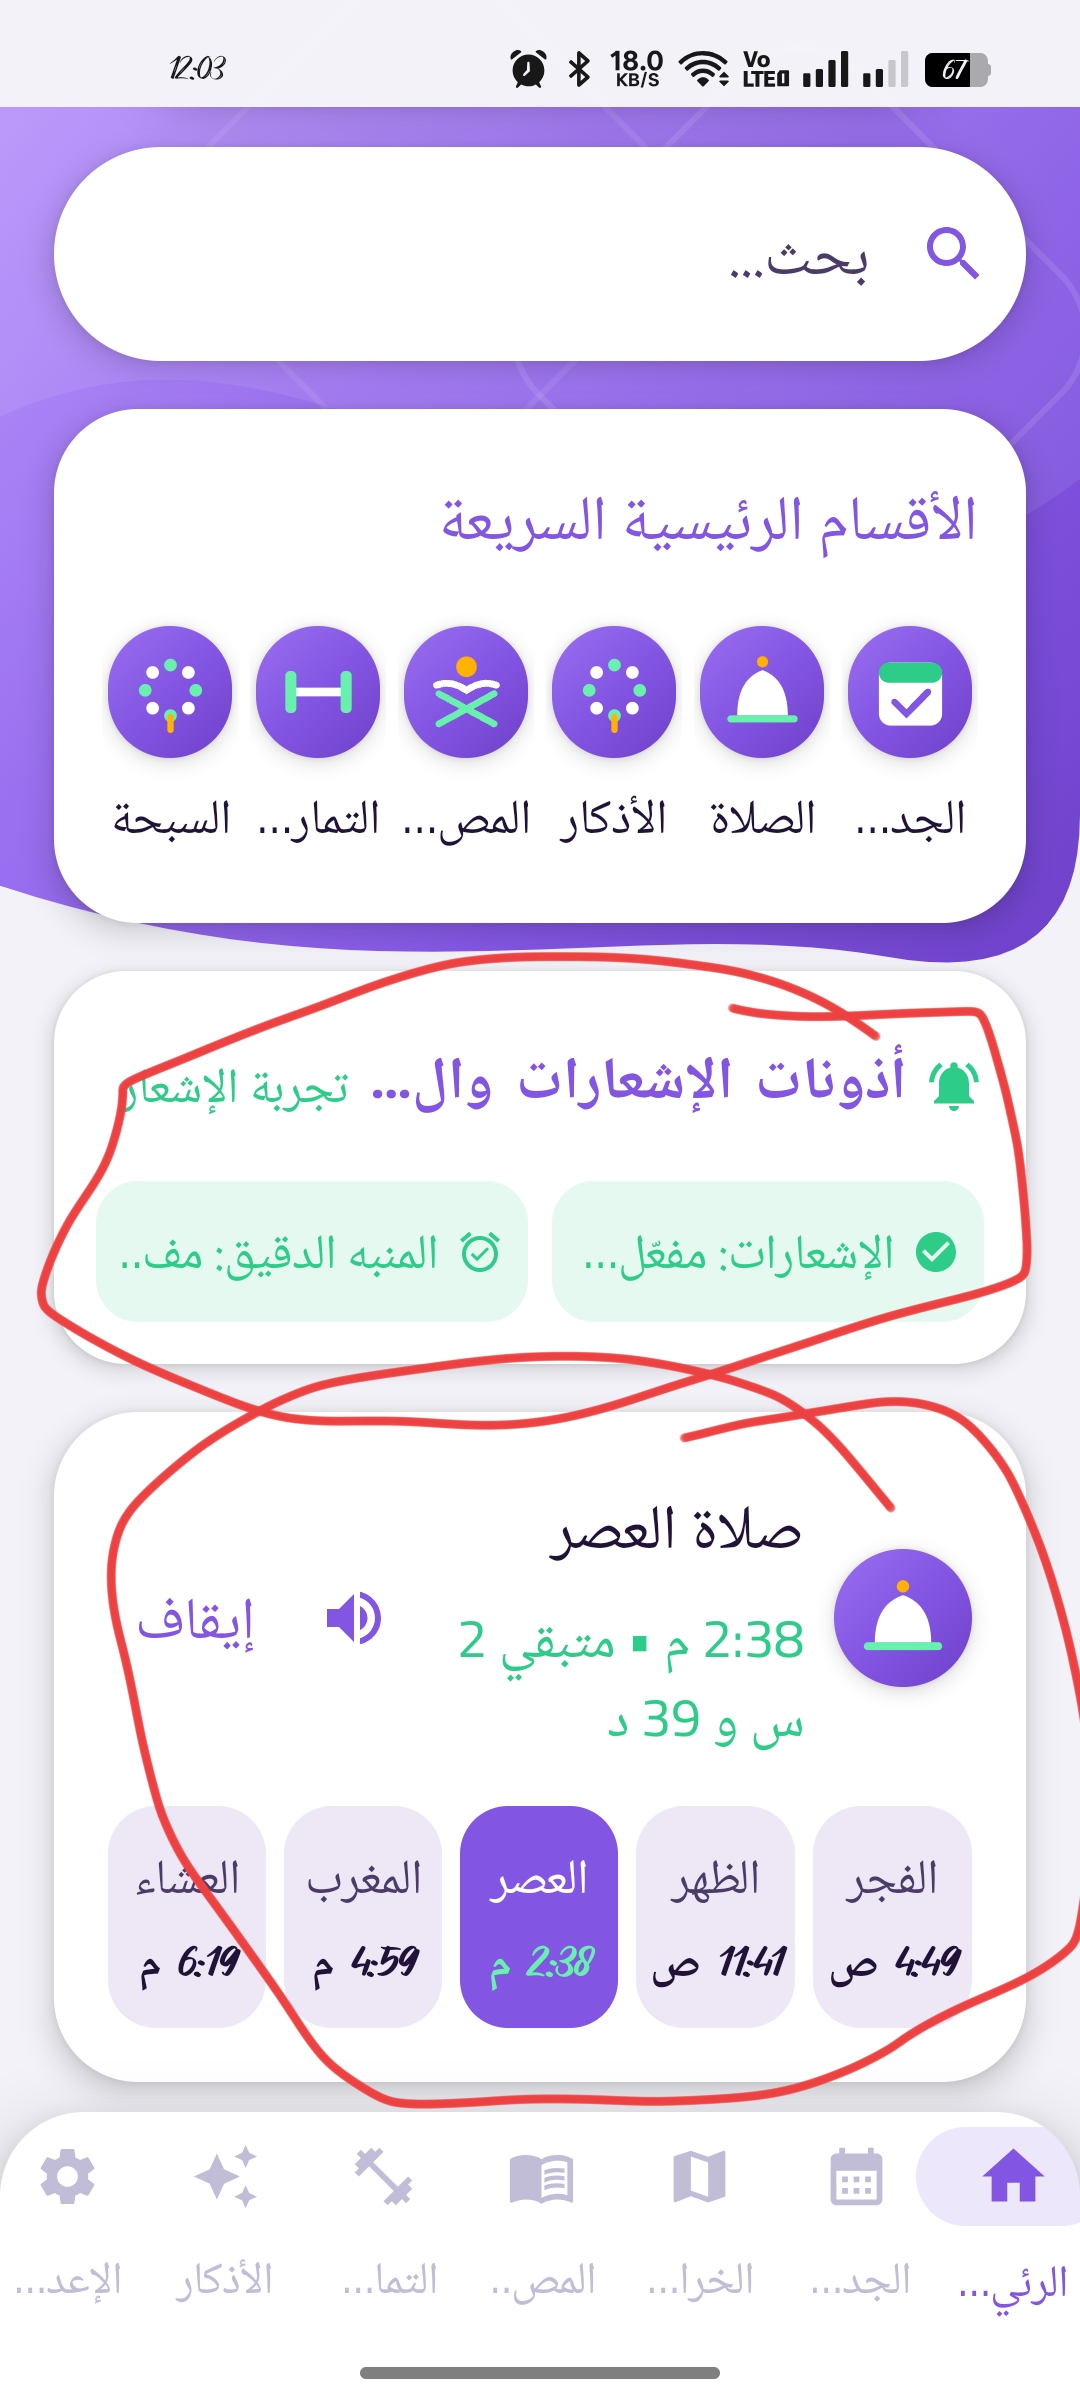 12:03
18.0 KB/S
Vo LTE
67
بحث...
الأقسام الرئيسية السريعة
الجد...
الصلاة
الأذكار
المص...
التمار...
السبحة
أذونات الإشعارات وال...
تجربة الإشعار
الإشعارات: مفعّل...
المنبه الدقيق: مف..
صلاة العصر
2:38 م ▪ متبقي 2
س و 39 د
إيقاف
الفجر
4:49 ص
الظهر
11:41 ص
العصر
2:38 م
المغرب
4:59 م
العشاء
6:19 م
الرئي...
الجد...
الخرا...
المص..
التما...
الأذكار
الإعد...